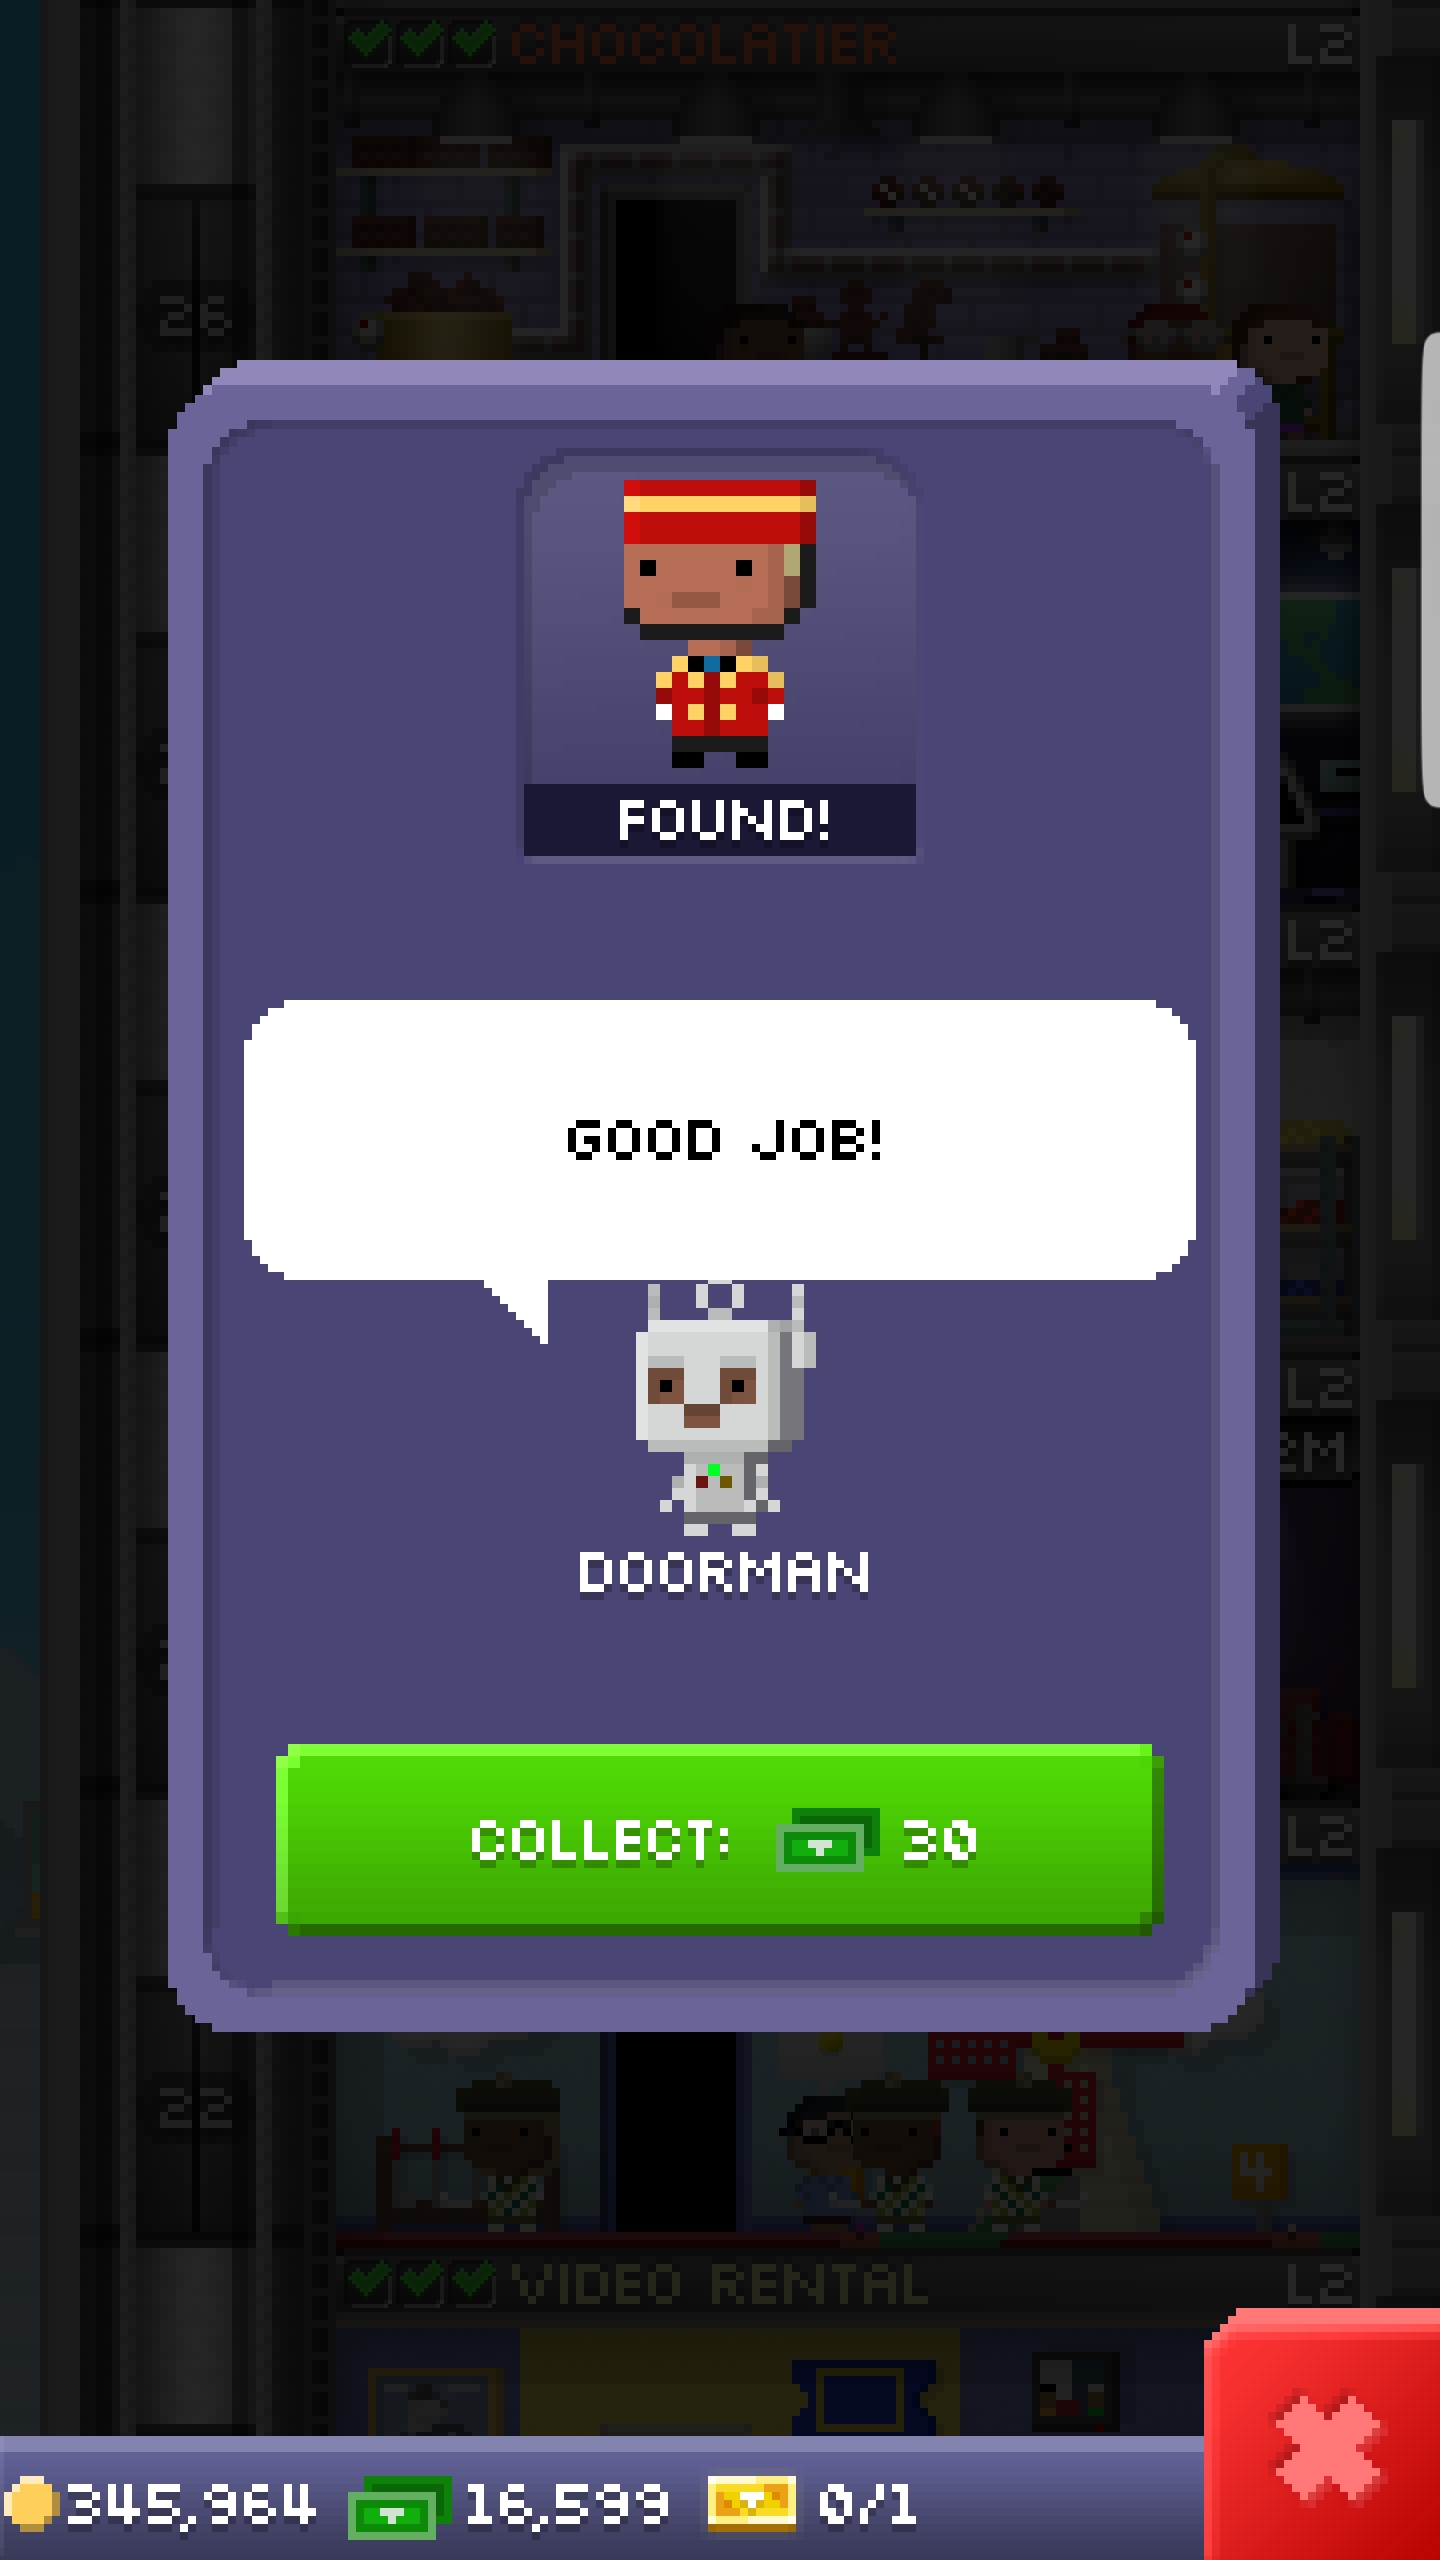 CHOCOLATIER L2
26
L2
FOUND!
L2
GOOD JOB!
L2
2M
DOORMAN
COLLECT: 30
L2
22
4
VIDEO RENTAL L2
345,964 16,599 0/1